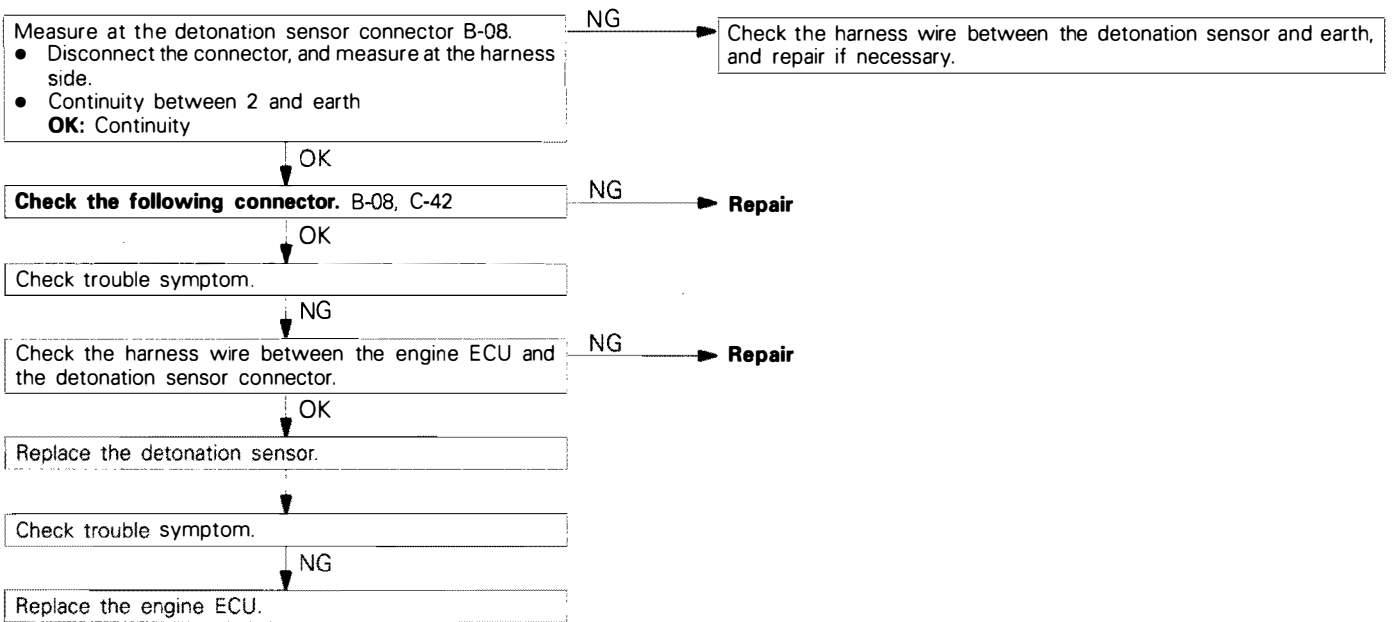 Measure at the detonation sensor connector B-08.
● Disconnect the connector, and measure at the harness
side.
● Continuity between 2 and earth
OK: Continuity
NG
Check the harness wire between the detonation sensor and earth,
and repair if necessary.
OK
Check the following connector. B-08, C-42
NG
Repair
OK
Check trouble symptom.
NG
Check the harness wire between the engine ECU and
the detonation sensor connector.
NG
Repair
OK
Replace the detonation sensor.
Check trouble symptom.
NG
Replace the engine ECU.